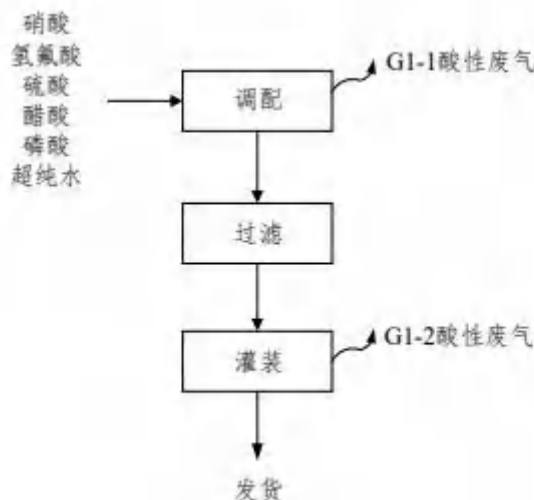 硝酸
氢氟酸
硫酸
醋酸
磷酸
超纯水
调配
G1-1酸性废气
过滤
灌装
G1-2酸性废气
发货